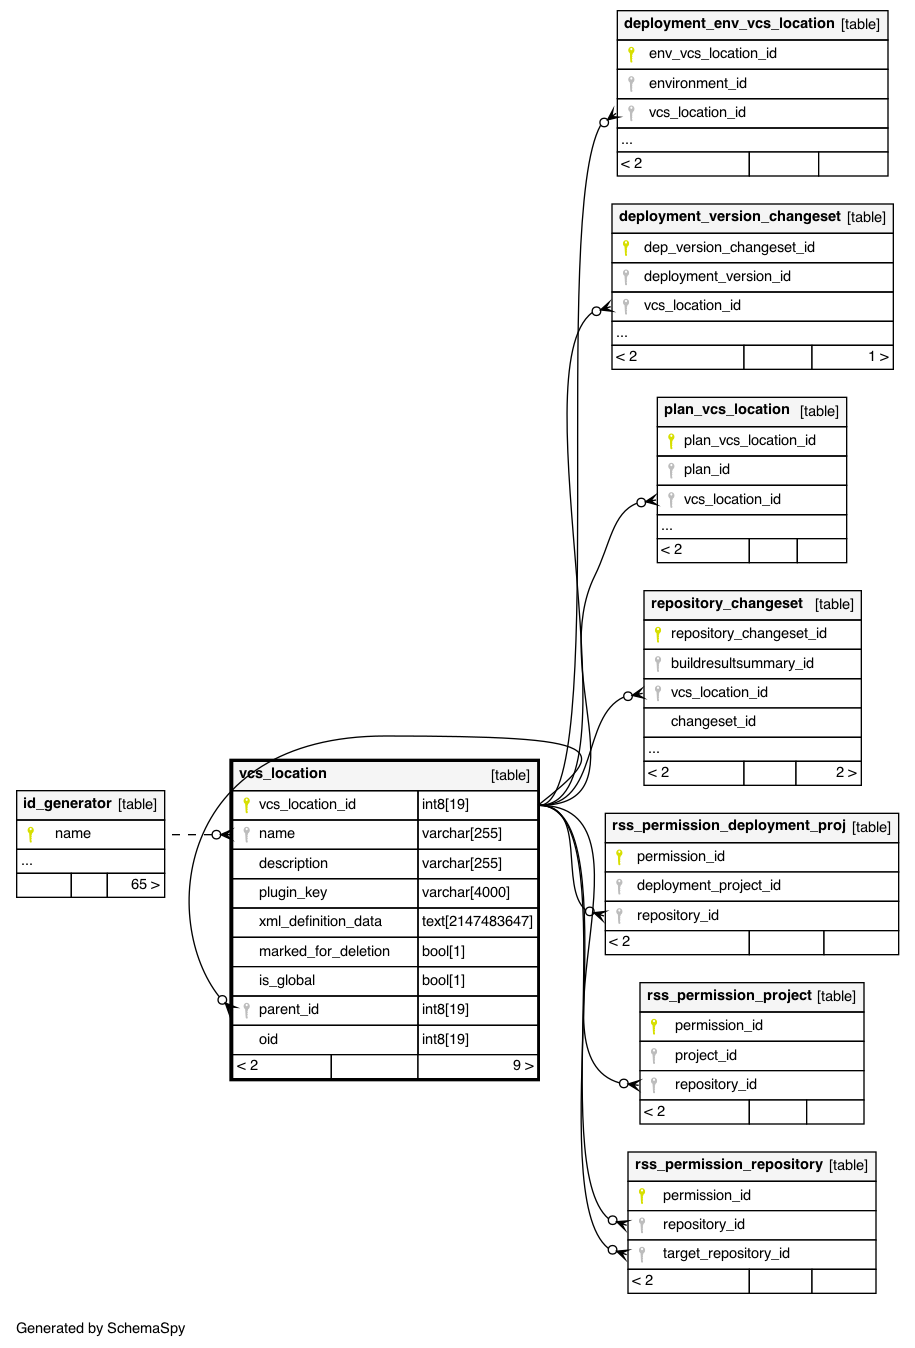 deployment_env_vcs_location [table]
env_vcs_location_id
environment_id
vcs_location_id
...
< 2
deployment_version_changeset [table]
dep_version_changeset_id
deployment_version_id
vcs_location_id
...
< 2 1 >
plan_vcs_location [table]
plan_vcs_location_id
plan_id
vcs_location_id
...
< 2
repository_changeset [table]
repository_changeset_id
buildresultsummary_id
vcs_location_id
changeset_id
...
< 2 2 >
id_generator [table]
name
...
65 >
vcs_location [table]
vcs_location_id int8[19]
name varchar[255]
description varchar[255]
plugin_key varchar[4000]
xml_definition_data text[2147483647]
marked_for_deletion bool[1]
is_global bool[1]
parent_id int8[19]
oid int8[19]
< 2 9 >
rss_permission_deployment_proj [table]
permission_id
deployment_project_id
repository_id
< 2
rss_permission_project [table]
permission_id
project_id
repository_id
< 2
rss_permission_repository [table]
permission_id
repository_id
target_repository_id
< 2
Generated by SchemaSpy